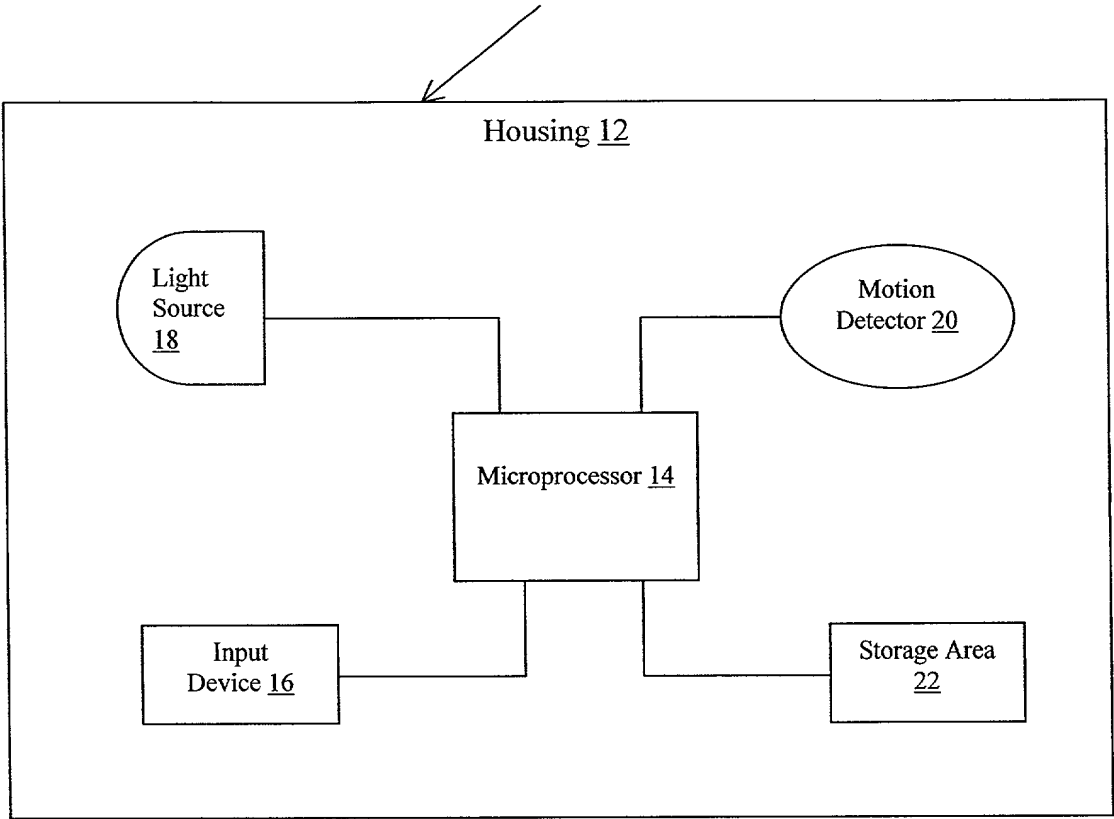 Housing 12
Light
Source
18
Motion
Detector 20
Microprocessor 14
Input
Device 16
Storage Area
22